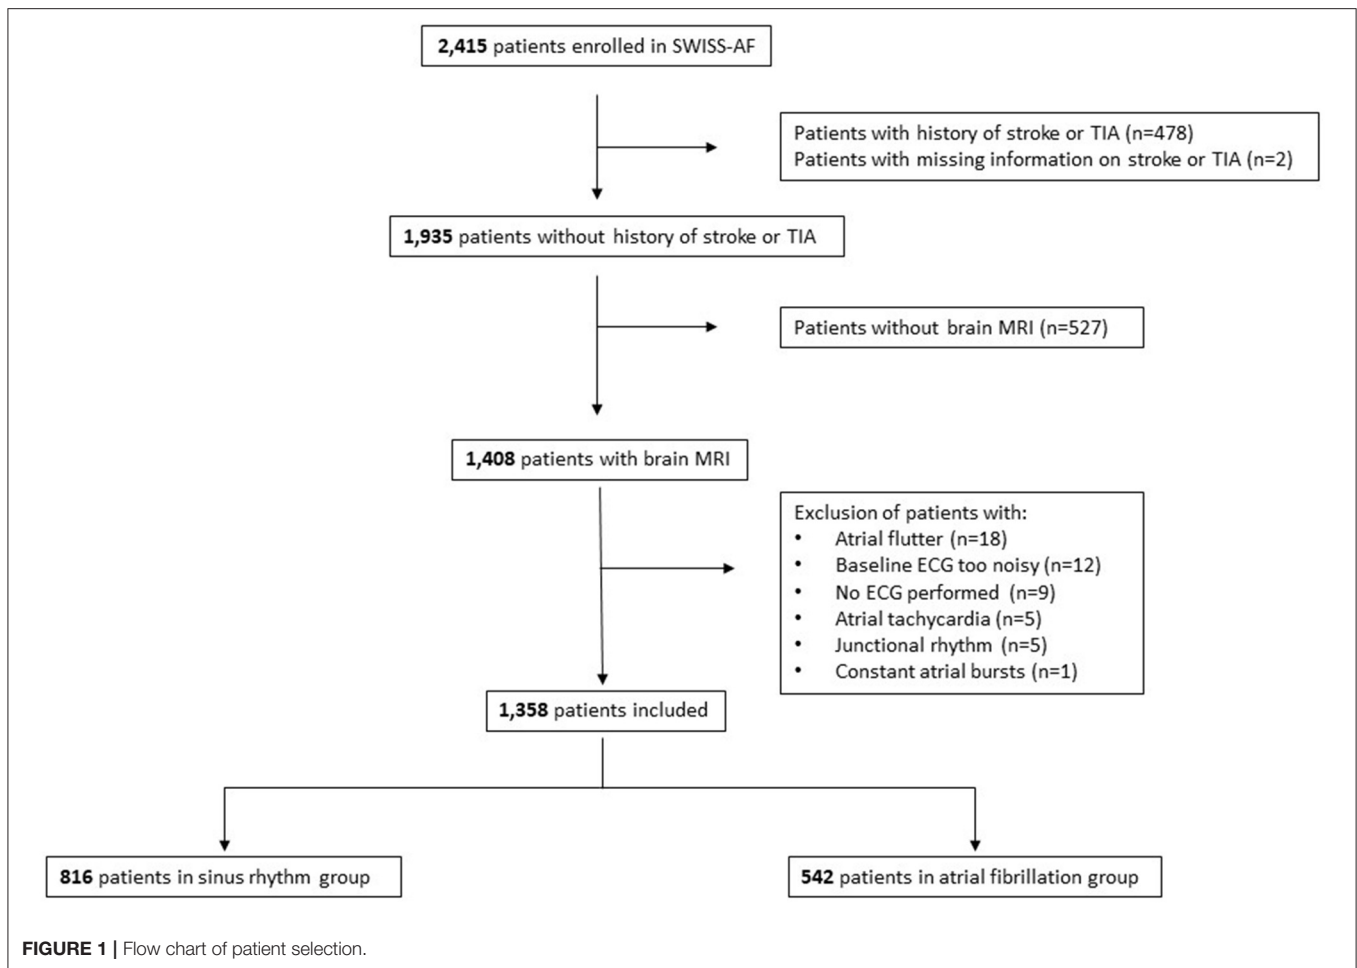 2,415 patients enrolled in SWISS-AF
Patients with history of stroke or TIA (n=478)
Patients with missing information on stroke or TIA (n=2)
1,935 patients without history of stroke or TIA
Patients without brain MRI (n=527)
1,408 patients with brain MRI
Exclusion of patients with:
• Atrial flutter (n=18)
• Baseline ECG too noisy (n=12)
• No ECG performed (n=9)
• Atrial tachycardia (n=5)
• Junctional rhythm (n=5)
• Constant atrial bursts (n=1)
1,358 patients included
816 patients in sinus rhythm group
542 patients in atrial fibrillation group
FIGURE 1 | Flow chart of patient selection.